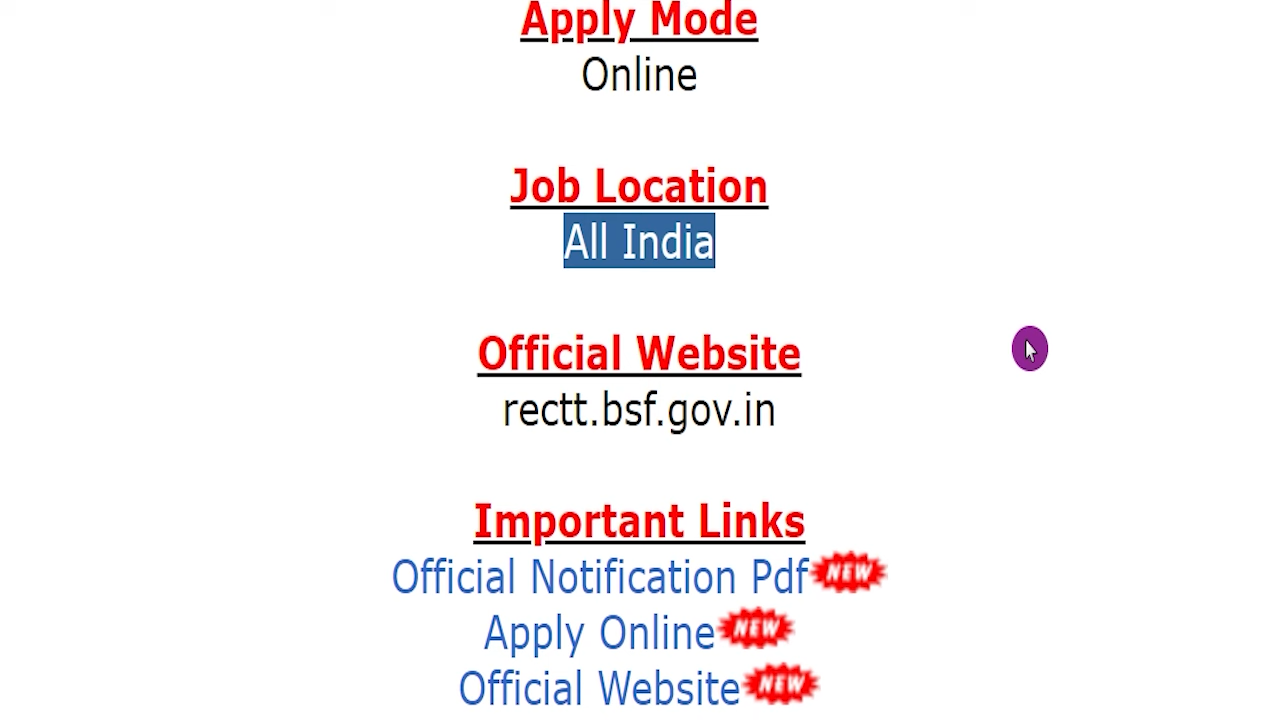 Apply Mode
Online
Job Location
All India
Official Website
rectt.bsf.gov.in
Important Links
Official Notification Pdf NEW
Apply Online NEW
Official Website NEW